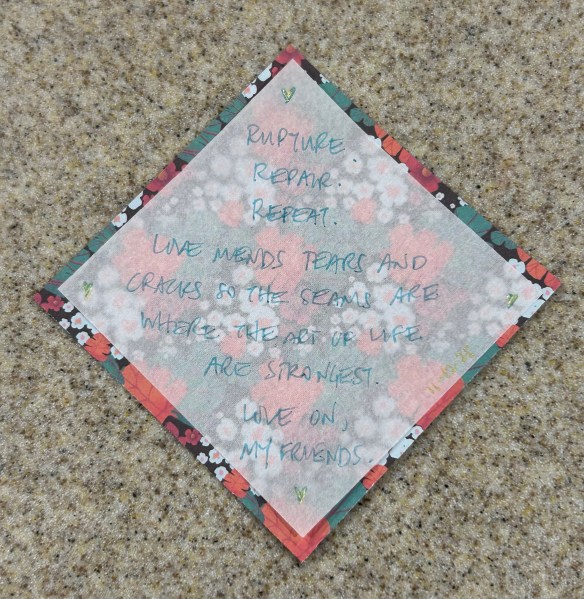 RUPTURE
REPAIR.
REPEAT.
LOVE MENDS TEARS AND
CRACKS SO THE SEAMS ARE
WHERE THE ART OF LIFE
ARE STRONGEST.
LOVE ON,
MY FRIENDS.